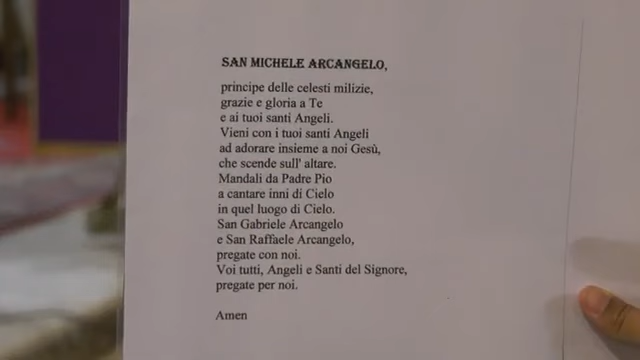 SAN MICHELE ARCANGELO,
principe delle celesti milizie,
grazie e gloria a Te
e ai tuoi santi Angeli.
Vieni con i tuoi santi Angeli
ad adorare insieme a noi Gesù,
che scende sull' altare.
Mandali da Padre Pio
a cantare inni di Cielo
in quel luogo di Cielo.
San Gabriele Arcangelo
e San Raffaele Arcangelo,
pregate con noi.
Voi tutti, Angeli e Santi del Signore,
pregate per noi.
Amen